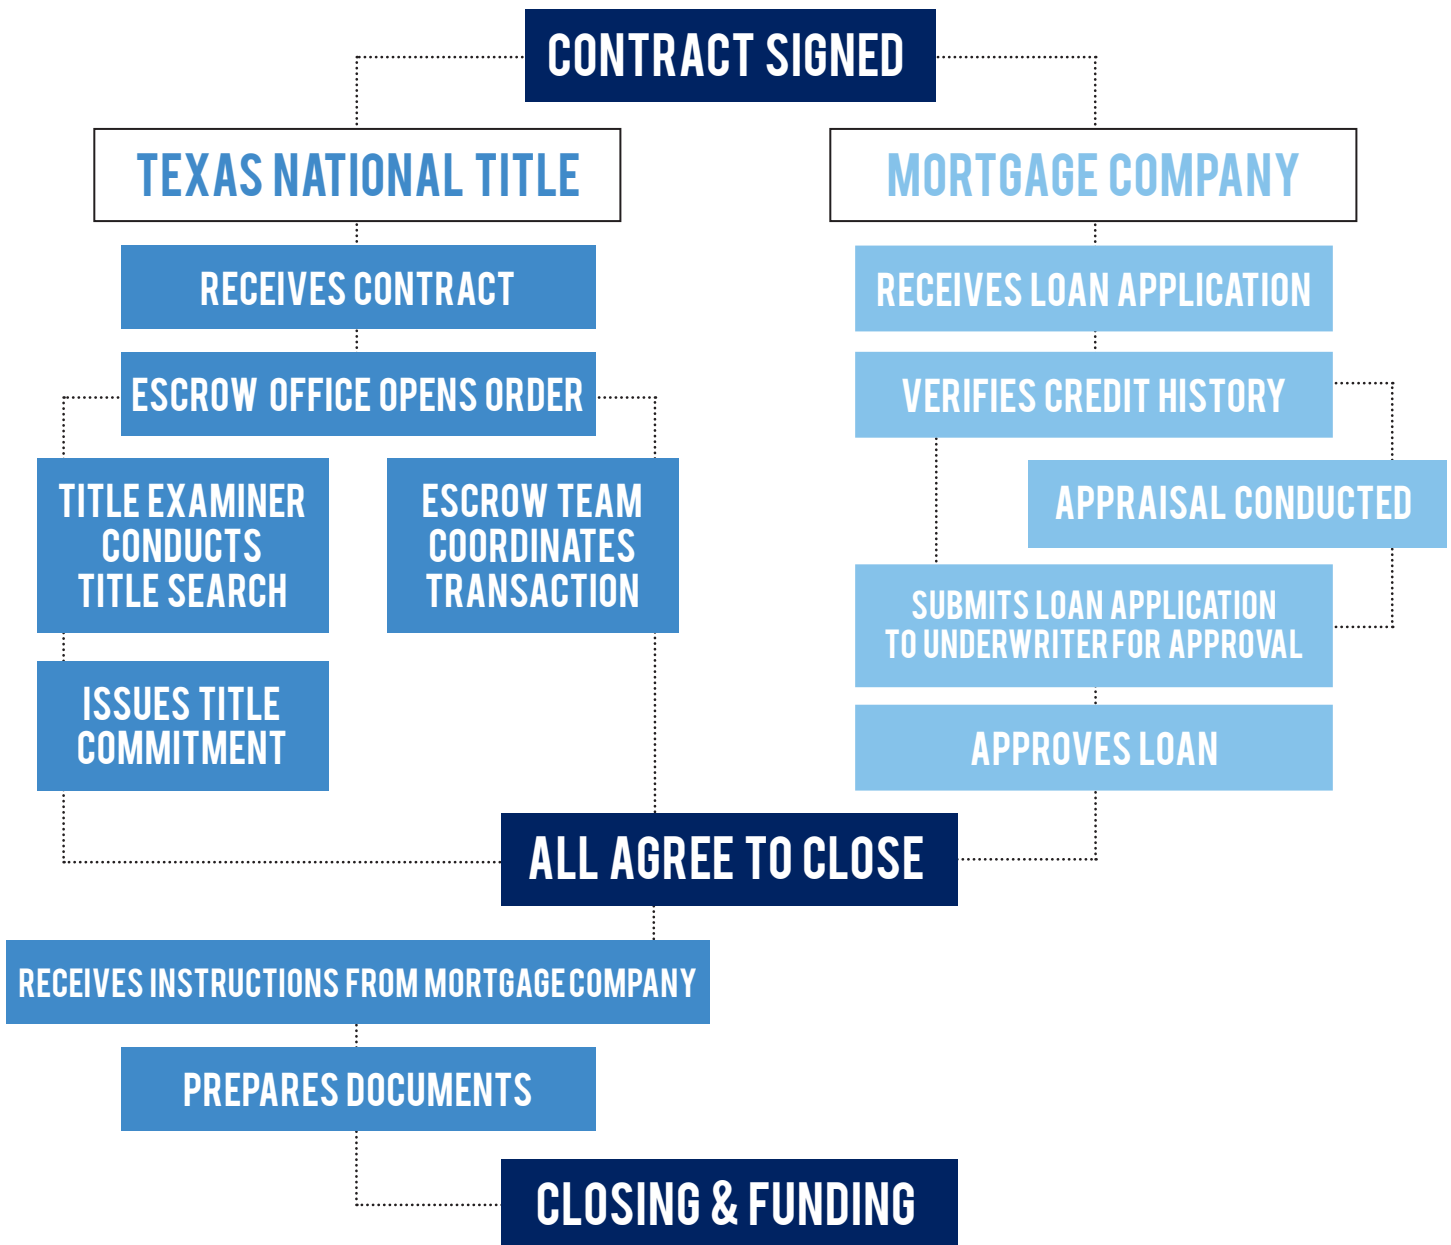 CONTRACT SIGNED
TEXAS NATIONAL TITLE
RECEIVES CONTRACT
ESCROW OFFICE OPENS ORDER
TITLE EXAMINER
CONDUCTS
TITLE SEARCH
ESCROW TEAM
COORDINATES
TRANSACTION
ISSUES TITLE
COMMITMENT
MORTGAGE COMPANY
RECEIVES LOAN APPLICATION
VERIFIES CREDIT HISTORY
APPRAISAL CONDUCTED
SUBMITS LOAN APPLICATION
TO UNDERWRITER FOR APPROVAL
APPROVES LOAN
ALL AGREE TO CLOSE
RECEIVES INSTRUCTIONS FROM MORTGAGE COMPANY
PREPARES DOCUMENTS
CLOSING & FUNDING